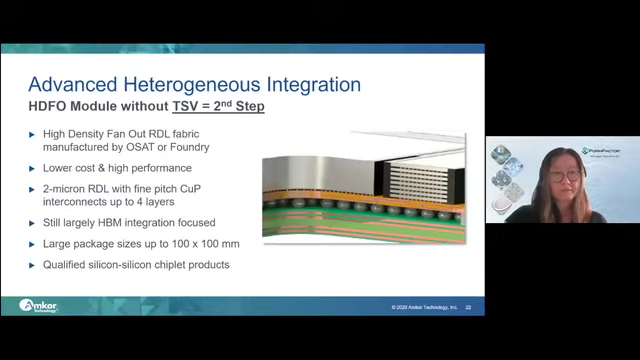 Advanced Heterogeneous Integration
HDFO Module without TSV = 2nd Step
High Density Fan Out RDL fabric
manufactured by OSAT or Foundry
Lower cost & high performance
2-micron RDL with fine pitch CuP
interconnects up to 4 layers
Still largely HBM integration focused
Large package sizes up to 100 x 100 mm
Qualified silicon-silicon chiplet products
FORMFACTOR
Amkor
Technology
© 2020 Amkor Technology, Inc.
22